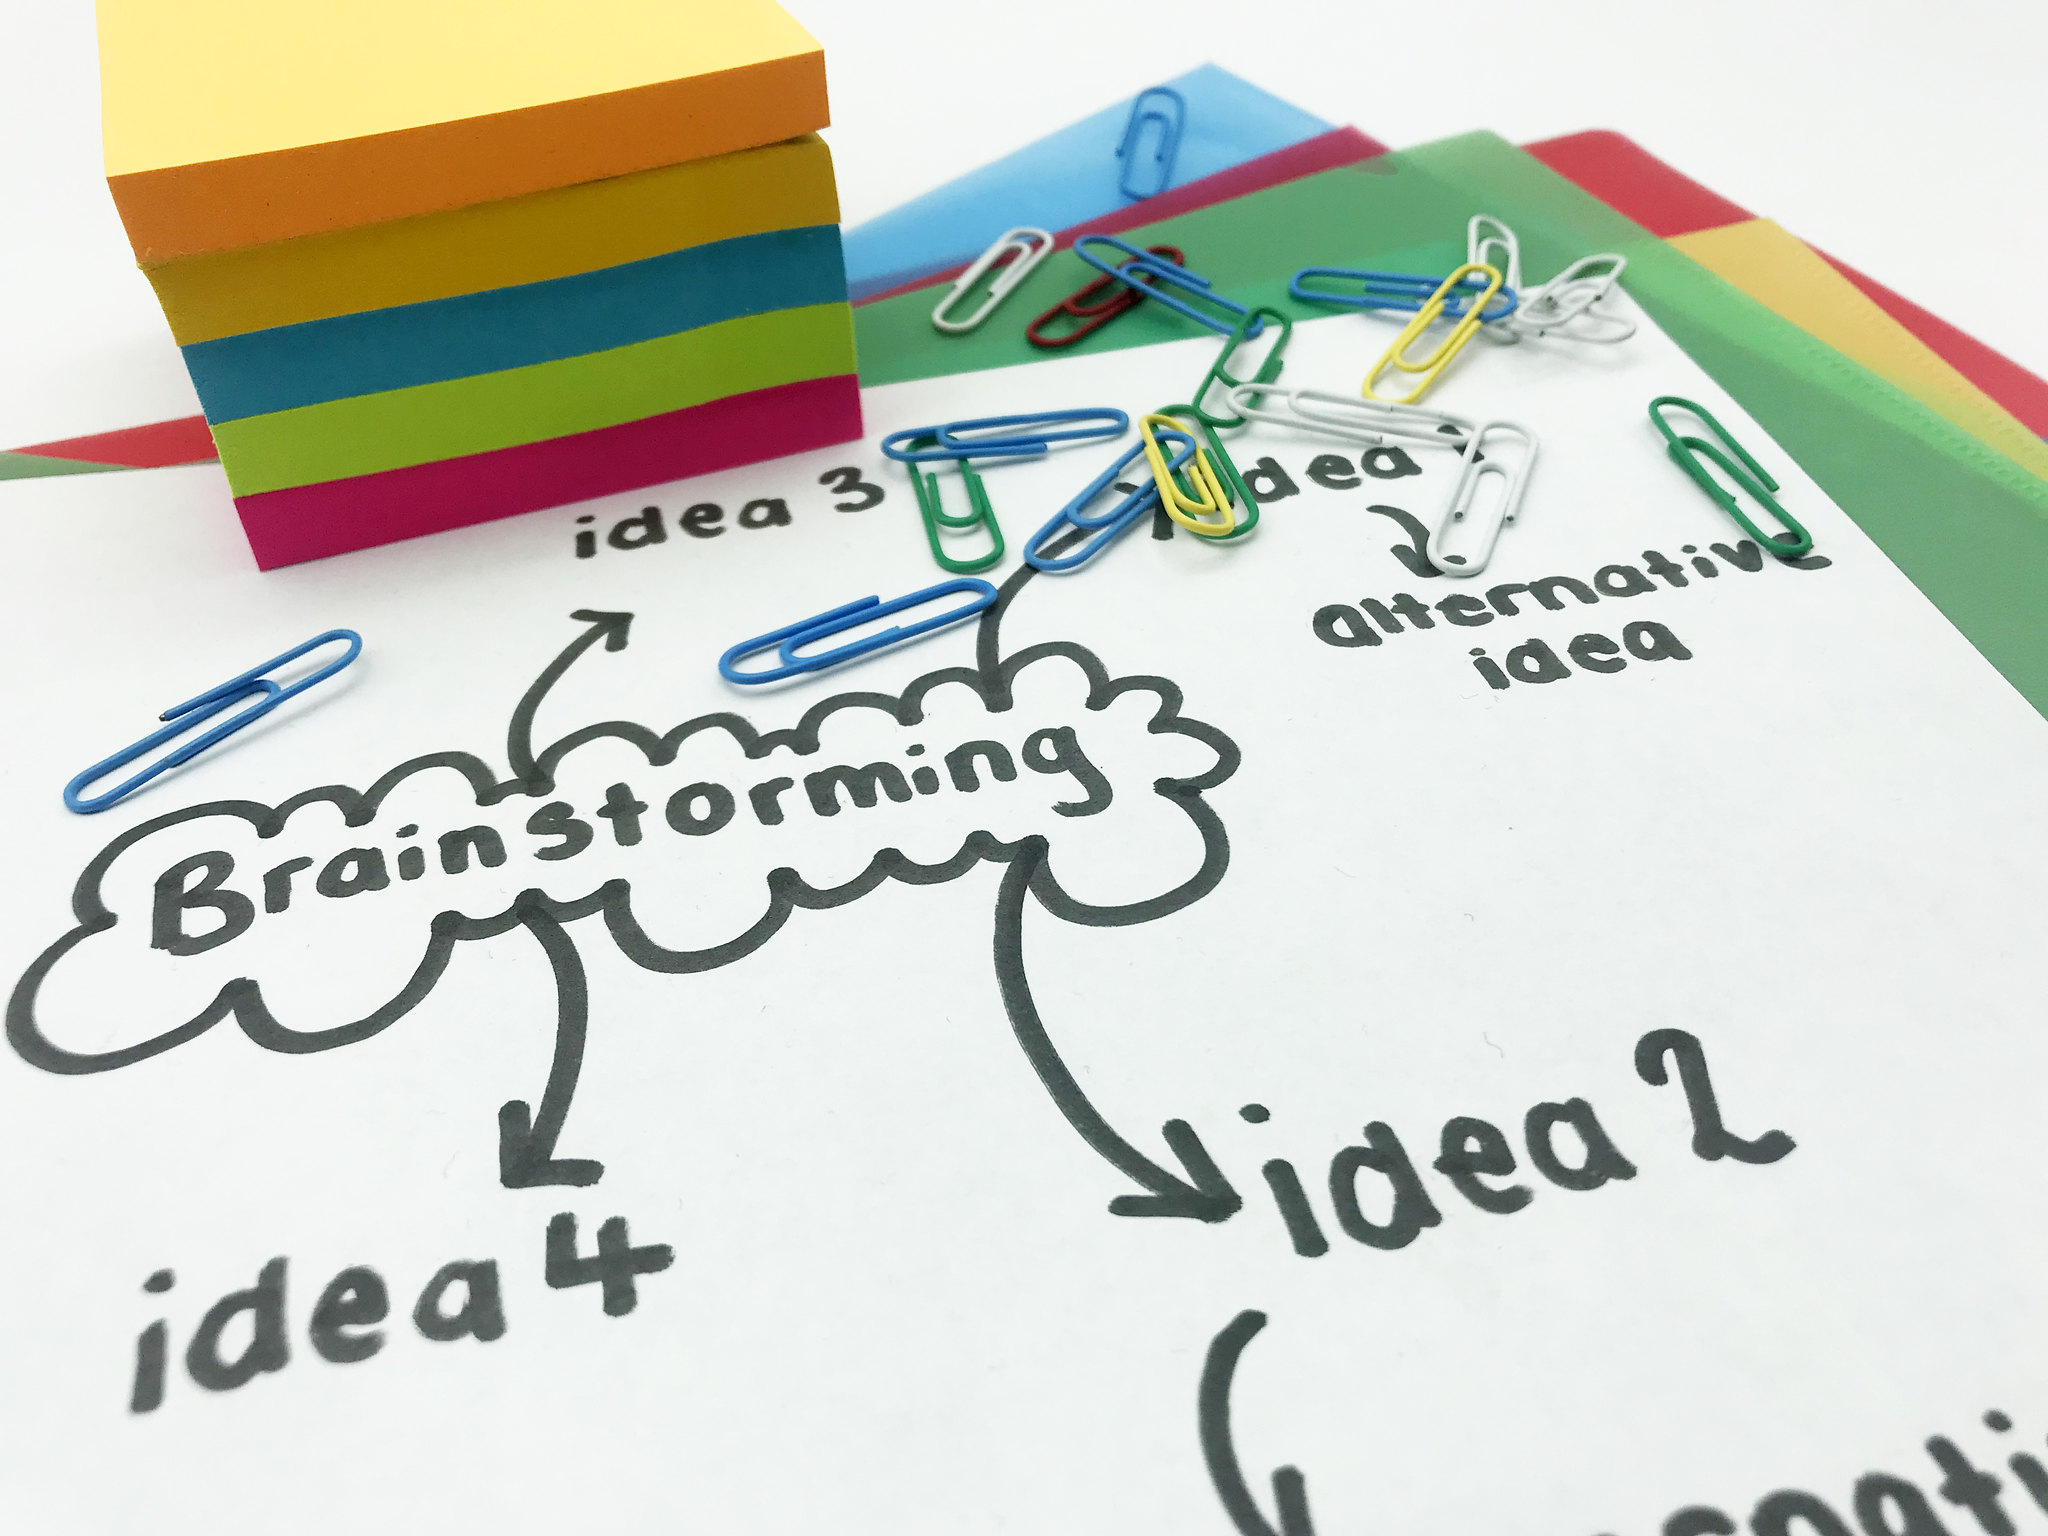 idea 3
idea
alternative
idea
Brainstorming
idea 2
idea 4